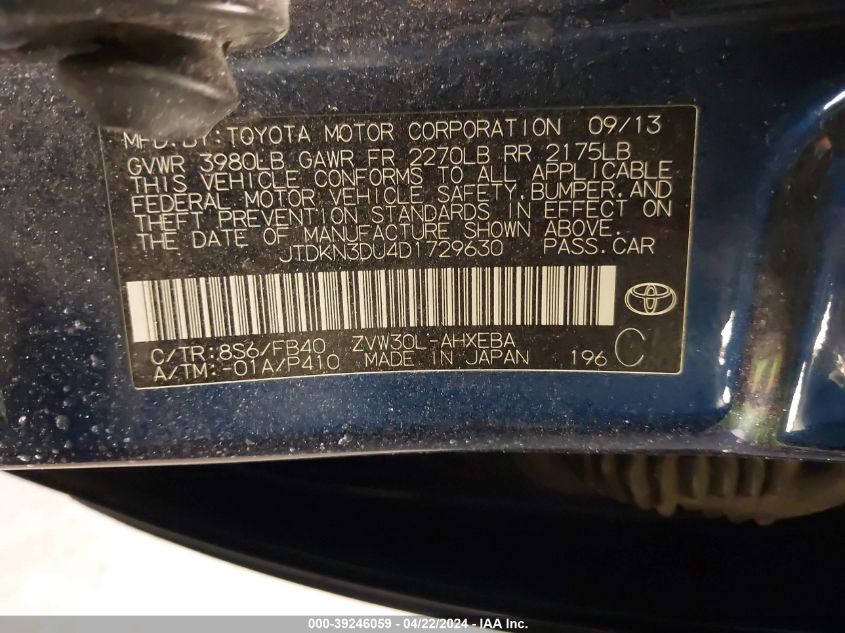 MFD.BY:TOYOTA MOTOR CORPORATION 09/13
GVWR 3980LB GAWR FR 2270LB RR 2175LB
THIS VEHICLE CONFORMS TO ALL APPLICABLE
FEDERAL MOTOR VEHICLE SAFETY,BUMPER,AND
THEFT PREVENTION STANDARDS IN EFFECT ON
THE DATE OF MANUFACTURE SHOWN ABOVE.
JTDKN3DU4D1729630 PASS.CAR
C/TR:8S6/FB40 ZVW30L-AHXEBA
A/TM:-01A/P410 MADE IN JAPAN 196 C
000-39246059 - 04/22/2024 - IAA Inc.